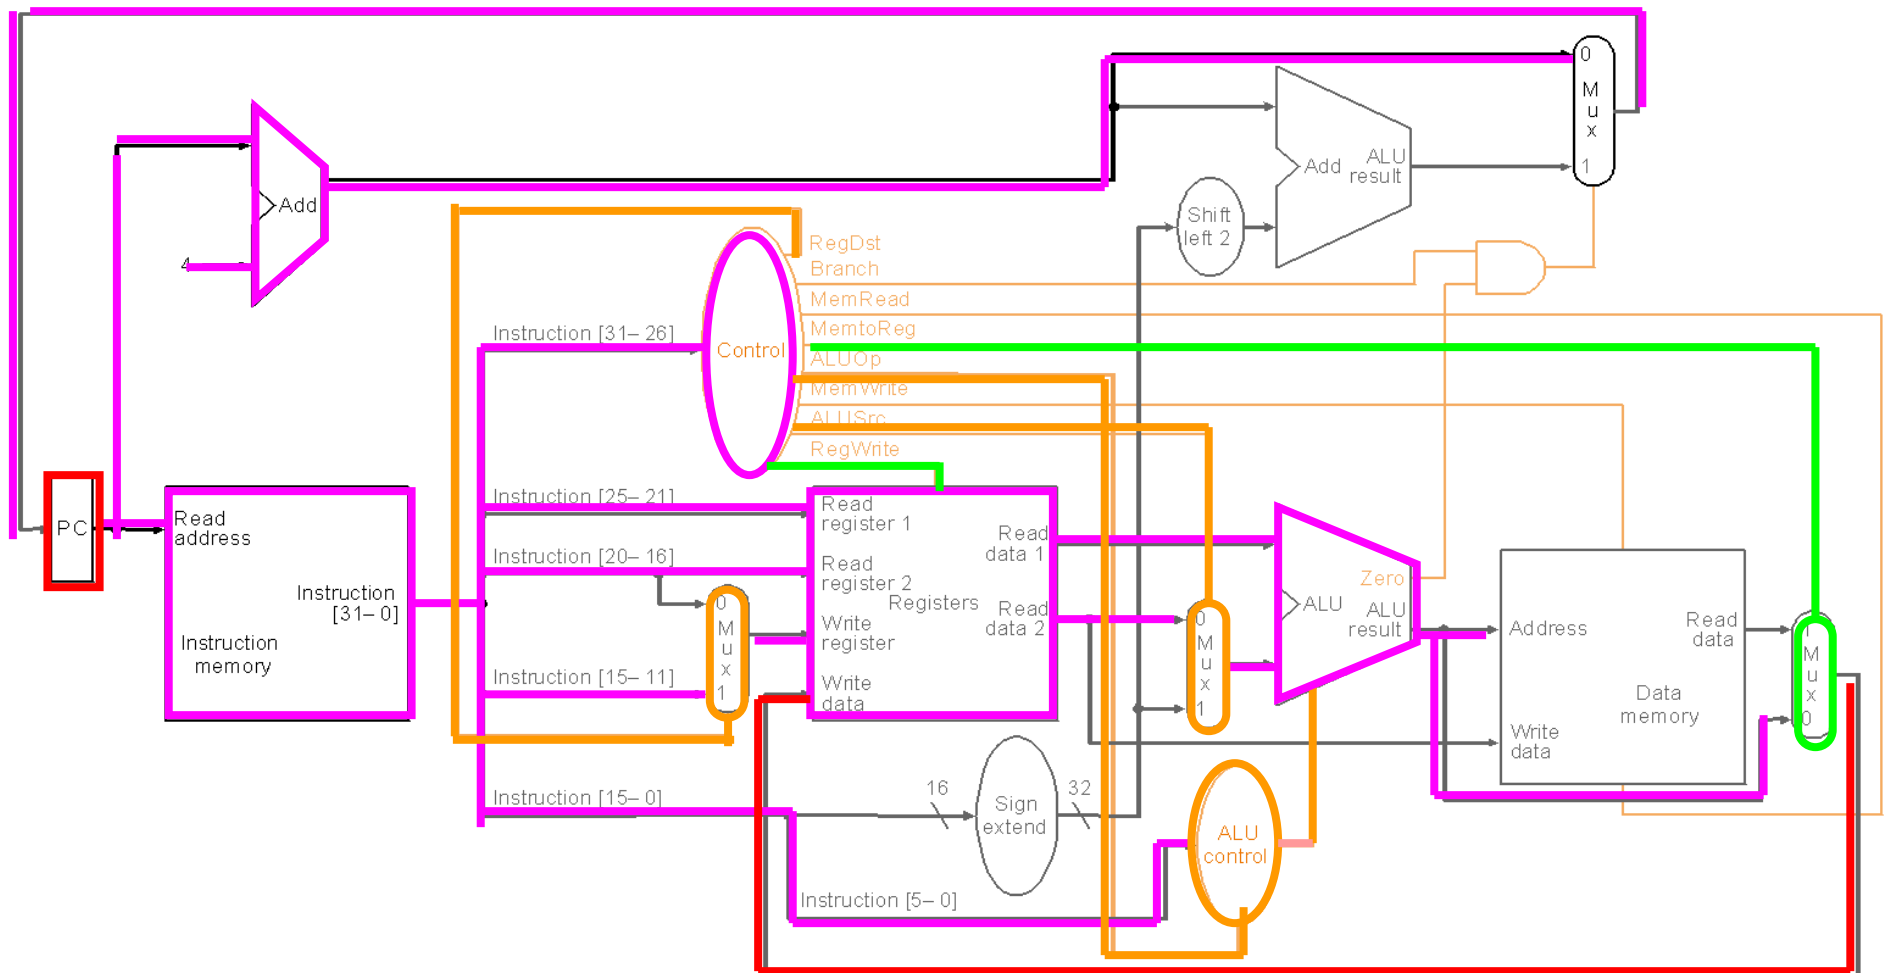 0
M
u
x
1
Add
ALU
result
Shift
left 2
Add
4
RegDst
Branch
MemRead
MemtoReg
ALUOp
MemWrite
ALUSrc
RegWrite
Control
Instruction [31– 26]
Instruction [25– 21]
Instruction [20– 16]
Instruction [15– 11]
Instruction [15– 0]
Instruction [5– 0]
PC
Read
address
Instruction
[31– 0]
Instruction
memory
0
M
u
x
1
Read
register 1
Read
register 2
Write
register
Write
data
Registers
Read
data 1
Read
data 2
0
M
u
x
1
Zero
ALU
ALU
result
Address
Read
data
Data
memory
Write
data
1
M
u
x
0
16
Sign
extend
32
ALU
control